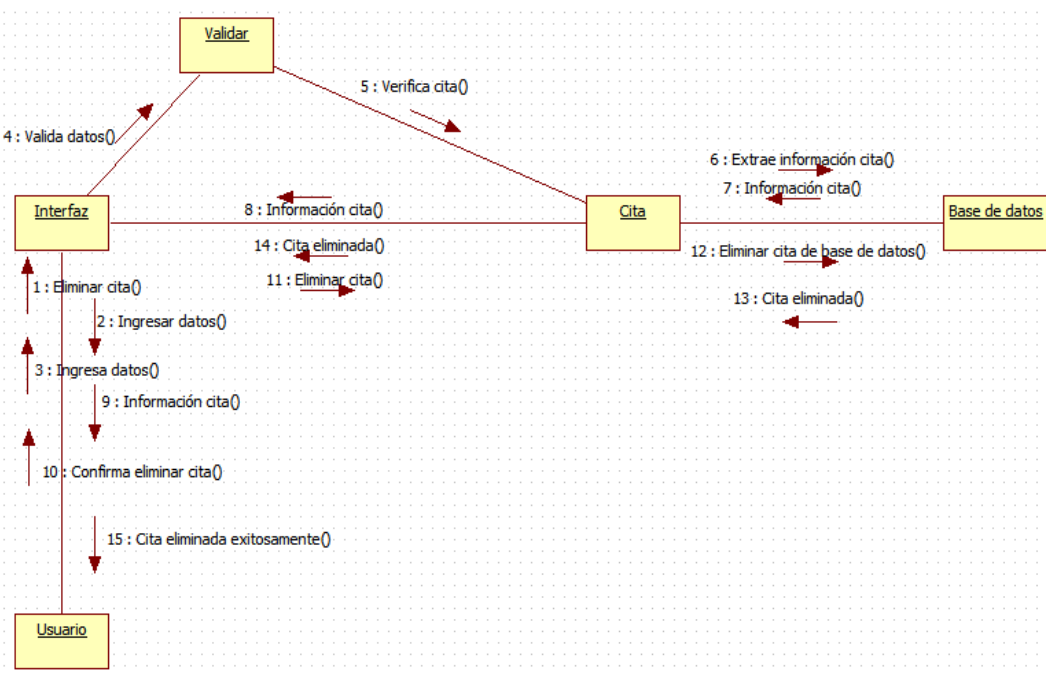 Validar
5 : Verifica cita()
4 : Valida datos()
6 : Extrae información cita()
7 : Información cita()
Interfaz
8 : Información cita()
Cita
Base de datos
14 : Cita eliminada()
12 : Eliminar cita de base de datos()
11 : Eliminar cita()
1 : Eliminar cita()
13 : Cita eliminada()
2 : Ingresar datos()
3 : Ingresa datos()
9 : Información cita()
10 : Confirma eliminar cita()
15 : Cita eliminada exitosamente()
Usuario